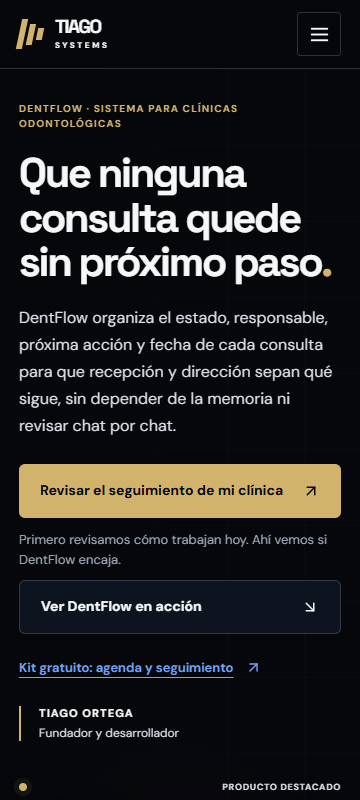 TIAGO
SYSTEMS
DENTFLOW · SISTEMA PARA CLÍNICAS
ODONTOLÓGICAS
Que ninguna
consulta quede
sin próximo paso.
DentFlow organiza el estado, responsable,
próxima acción y fecha de cada consulta
para que recepción y dirección sepan qué
sigue, sin depender de la memoria ni
revisar chat por chat.
Revisar el seguimiento de mi clínica
Primero revisamos cómo trabajan hoy. Ahí vemos si
DentFlow encaja.
Ver DentFlow en acción
Kit gratuito: agenda y seguimiento
TIAGO ORTEGA
Fundador y desarrollador
PRODUCTO DESTACADO